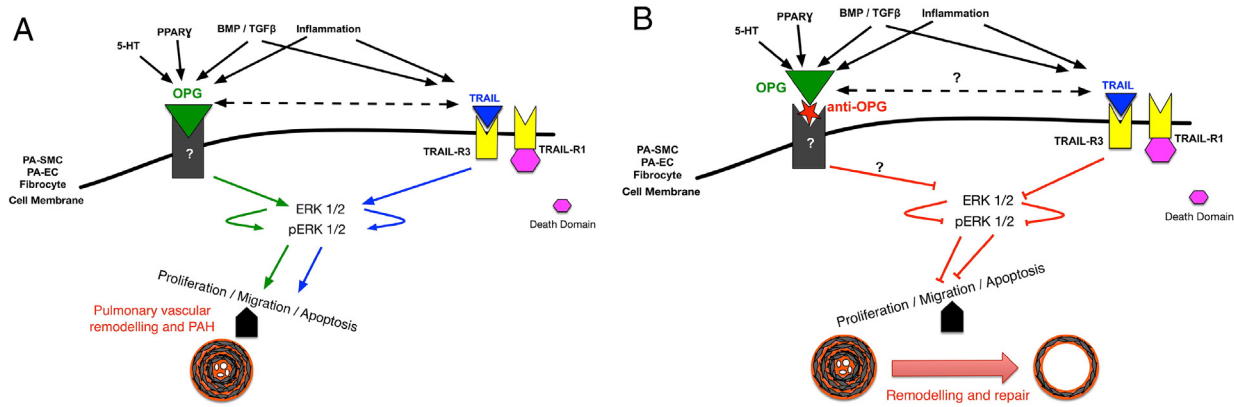 A
5-HT
PPARɣ
BMP / TGFβ
Inflammation
OPG
TRAIL
?
TRAIL-R3
TRAIL-R1
PA-SMC
PA-EC
Fibrocyte
Cell Membrane
ERK 1/2
pERK 1/2
Death Domain
Proliferation / Migration / Apoptosis
Pulmonary vascular
remodelling and PAH
B
5-HT
PPARɣ
BMP / TGFβ
Inflammation
OPG
?
TRAIL
anti-OPG
?
TRAIL-R3
TRAIL-R1
PA-SMC
PA-EC
Fibrocyte
Cell Membrane
?
ERK 1/2
pERK 1/2
Death Domain
Proliferation / Migration / Apoptosis
Remodelling and repair